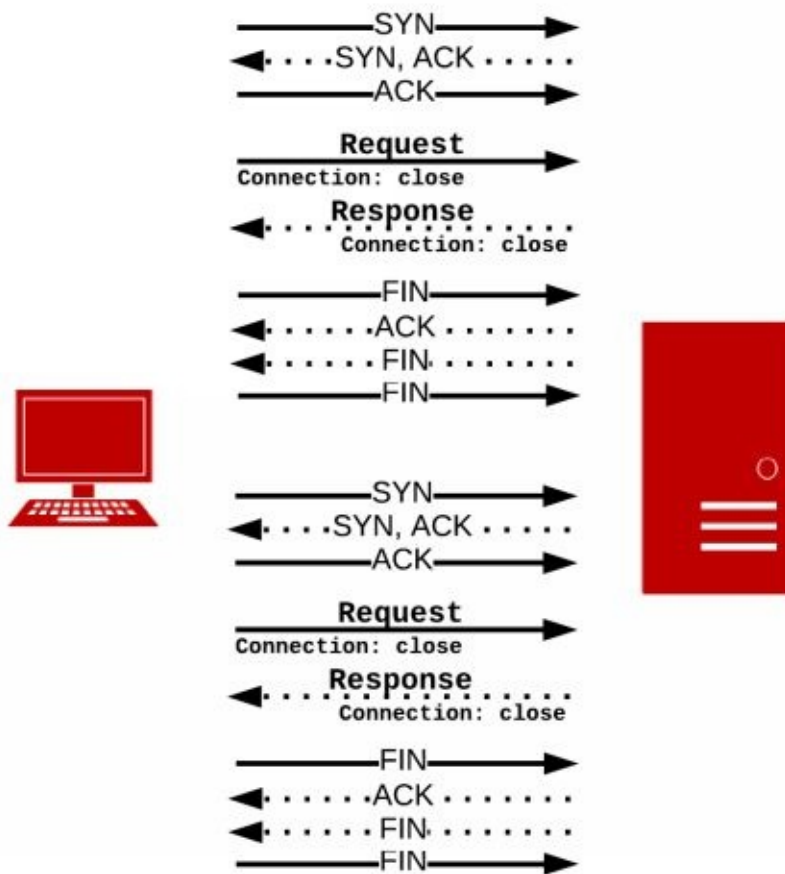 SYN
SYN, ACK
ACK
Request
Connection: close
Response
Connection: close
FIN
ACK
FIN
FIN
SYN
SYN, ACK
ACK
Request
Connection: close
Response
Connection: close
FIN
ACK
FIN
FIN